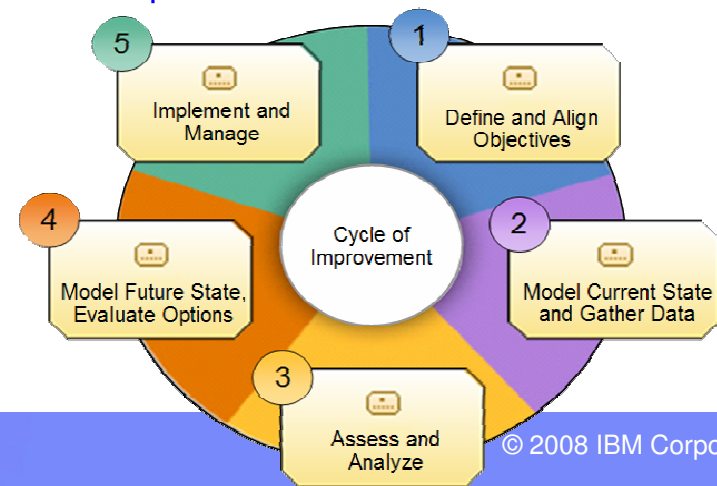 5
1
Implement and
Manage
Define and Align
Objectives
4
Cycle of
Improvement
2
Model Future State,
Evaluate Options
Model Current State
and Gather Data
3
Assess and
Analyze
© 2008 IBM Corpo